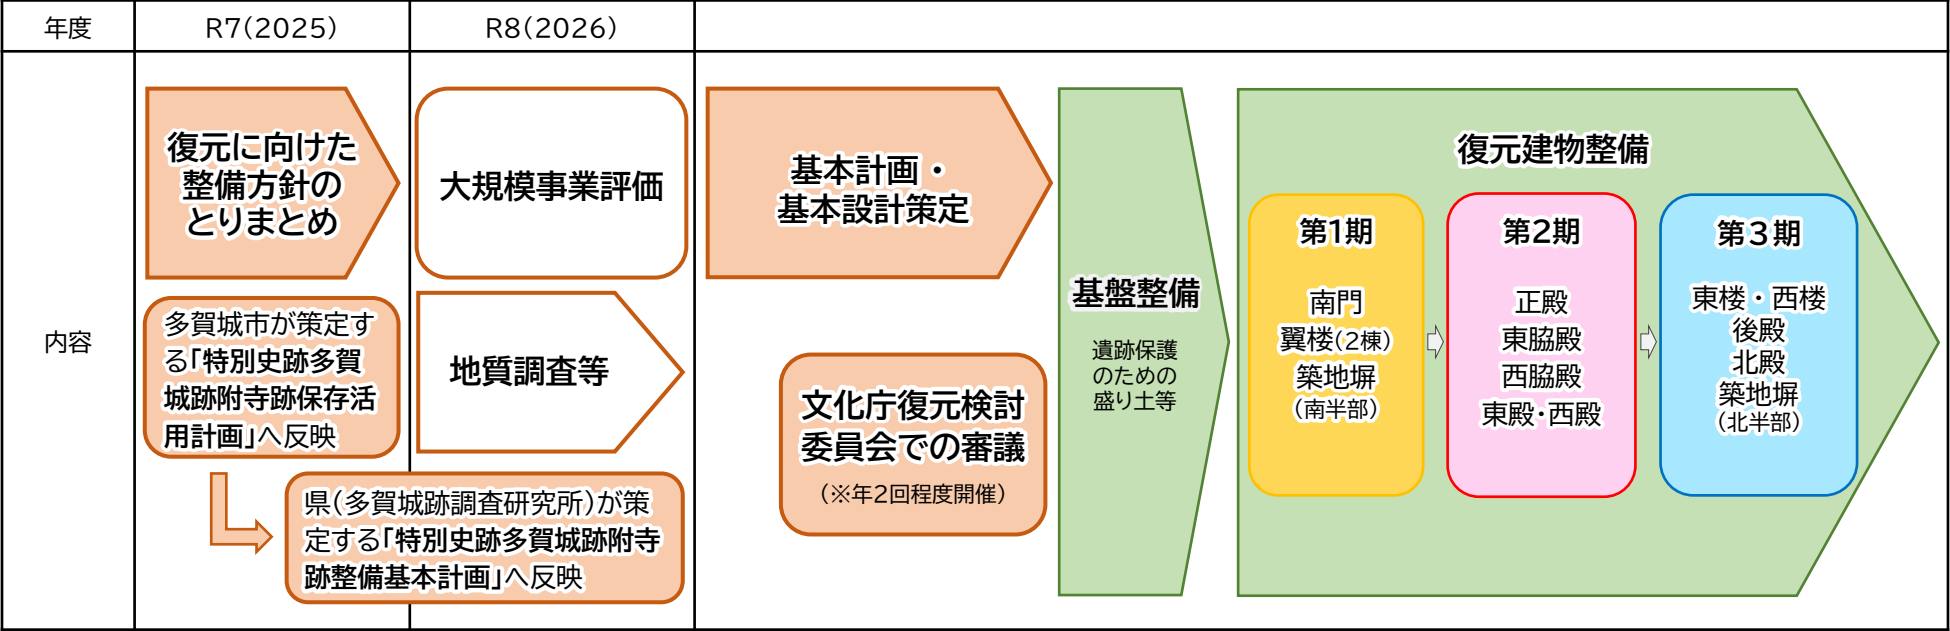 年度
R7(2025)
R8(2026)
内容
復元に向けた
整備方針の
とりまとめ
多賀城市が策定す
る「特別史跡多賀
城跡附寺跡保存活
用計画」へ反映
県(多賀城跡調査研究所)が策
定する「特別史跡多賀城跡附寺
跡整備基本計画」へ反映
大規模事業評価
地質調査等
基本計画・
基本設計策定
文化庁復元検討
委員会での審議
(※年2回程度開催)
基盤整備
遺跡保護
のための
盛り土等
復元建物整備
第1期
南門
翼楼(2棟)
築地塀
(南半部)
第2期
正殿
東脇殿
西脇殿
東殿・西殿
第3期
東楼・西楼
後殿
北殿
築地塀
(北半部)